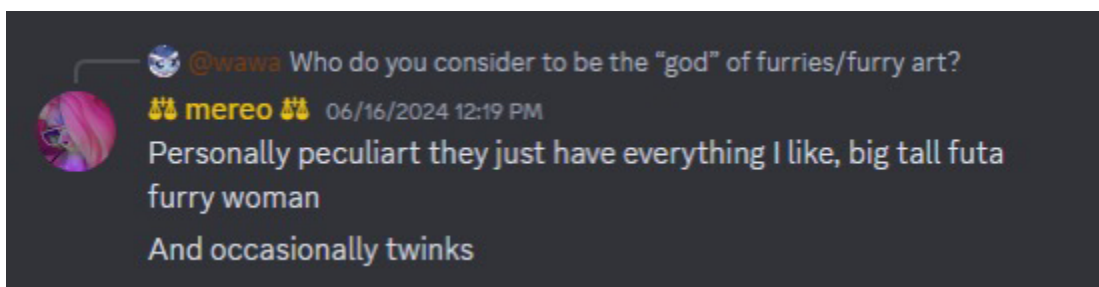 @wawa Who do you consider to be the “god” of furries/furry art?
mereo 06/16/2024 12:19 PM
Personally peculiart they just have everything I like, big tall futa
furry woman
And occasionally twinks